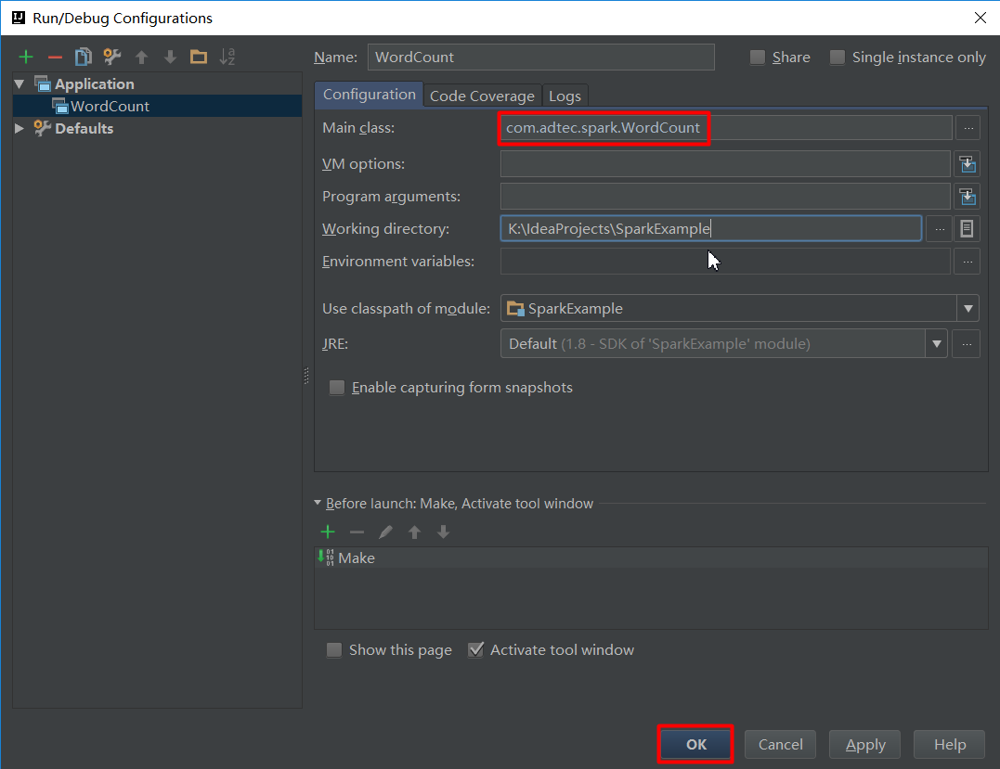 Run/Debug Configurations
Name: WordCount Share Single instance only
Application
WordCount
Defaults
Configuration Code Coverage Logs
Main class: com.adtec.spark.WordCount ...
VM options:
Program arguments:
Working directory: K:\IdeaProjects\SparkExample ...
Environment variables: ...
Use classpath of module: SparkExample
JRE: Default (1.8 - SDK of 'SparkExample' module) ...
Enable capturing form snapshots
Before launch: Make, Activate tool window
Make
Show this page Activate tool window
OK Cancel Apply Help